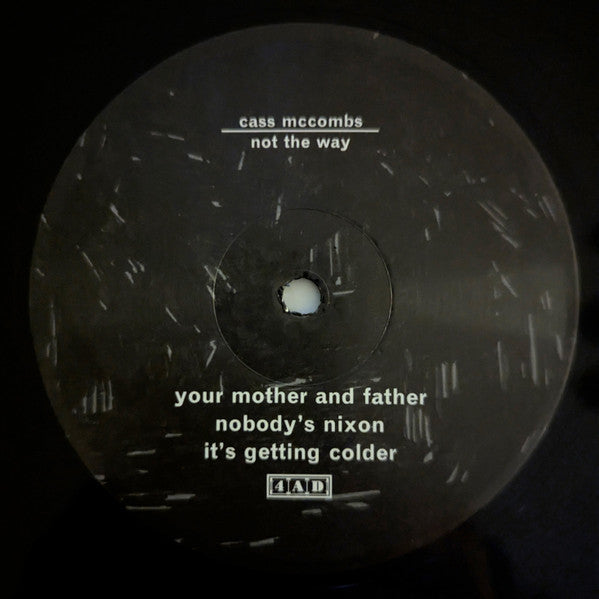 cass mccombs
not the way
your mother and father
nobody's nixon
it's getting colder
4AD